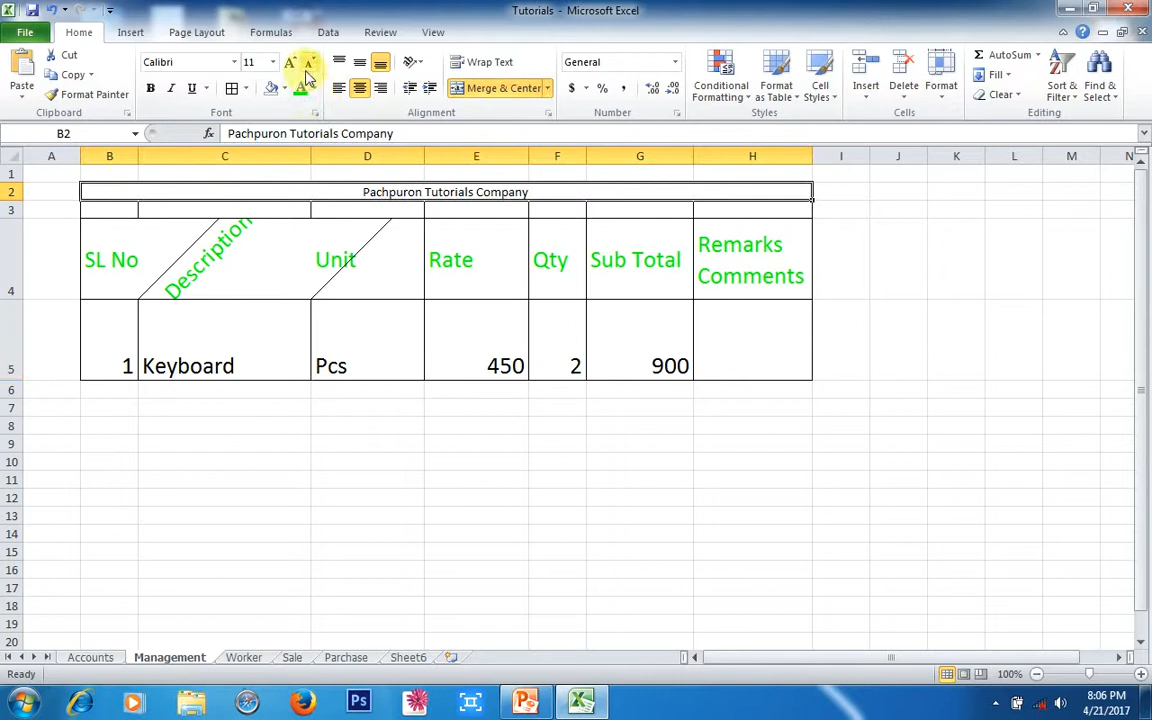 Tutorials - Microsoft Excel
File Home Insert Page Layout Formulas Data Review View
Paste Cut Copy Format Painter Clipboard
Calibri 11 B I U Font
Wrap Text Merge & Center Alignment
General $ % , Number
Conditional Formatting Format as Table Cell Styles Styles
Insert Delete Format Cells
AutoSum Fill Clear Sort & Filter Find & Select Editing
B2 fx Pachpuron Tutorials Company
A B C D E F G H I J K L M N
1
2 Pachpuron Tutorials Company
3
4 SL No Description Unit Rate Qty Sub Total Remarks Comments
5 1 Keyboard Pcs 450 2 900
6
7
8
9
10
11
12
13
14
15
16
17
18
19
20
Accounts Management Worker Sale Purchase Sheet6
Ready 100%
8:06 PM
4/21/2017